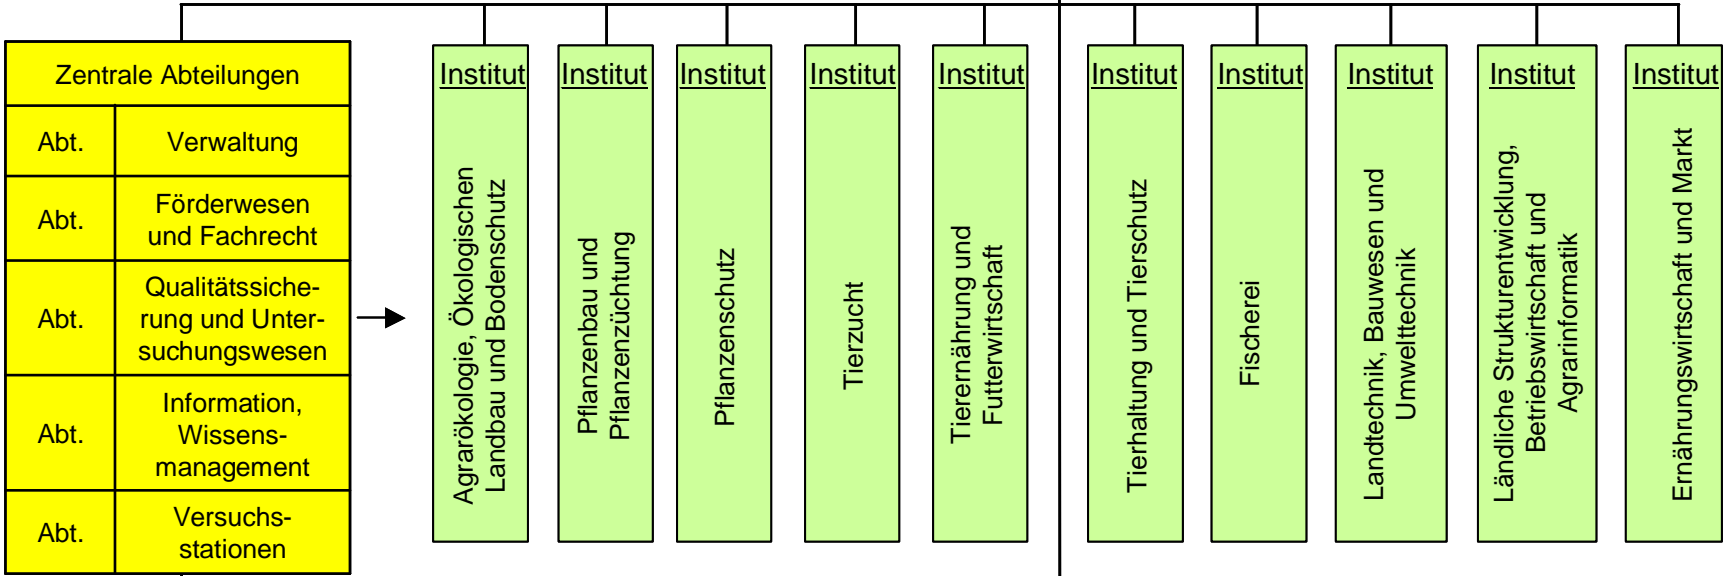 Zentrale Abteilungen
Abt.
Verwaltung
Abt.
Förderwesen
und Fachrecht
Abt.
Qualitätssiche-
rung und Unter-
suchungswesen
Abt.
Information,
Wissens-
management
Abt.
Versuchs-
stationen
Institut
Agrarökologie, Ökologischen
Landbau und Bodenschutz
Institut
Pflanzenbau und
Pflanzenzüchtung
Institut
Pflanzenschutz
Institut
Tierzucht
Institut
Tierernährung und
Futterwirtschaft
Institut
Tierhaltung und Tierschutz
Institut
Fischerei
Institut
Landtechnik, Bauwesen und
Umwelttechnik
Institut
Ländliche Strukturentwicklung,
Betriebswirtschaft und
Agrarinformatik
Institut
Ernährungswirtschaft und Markt